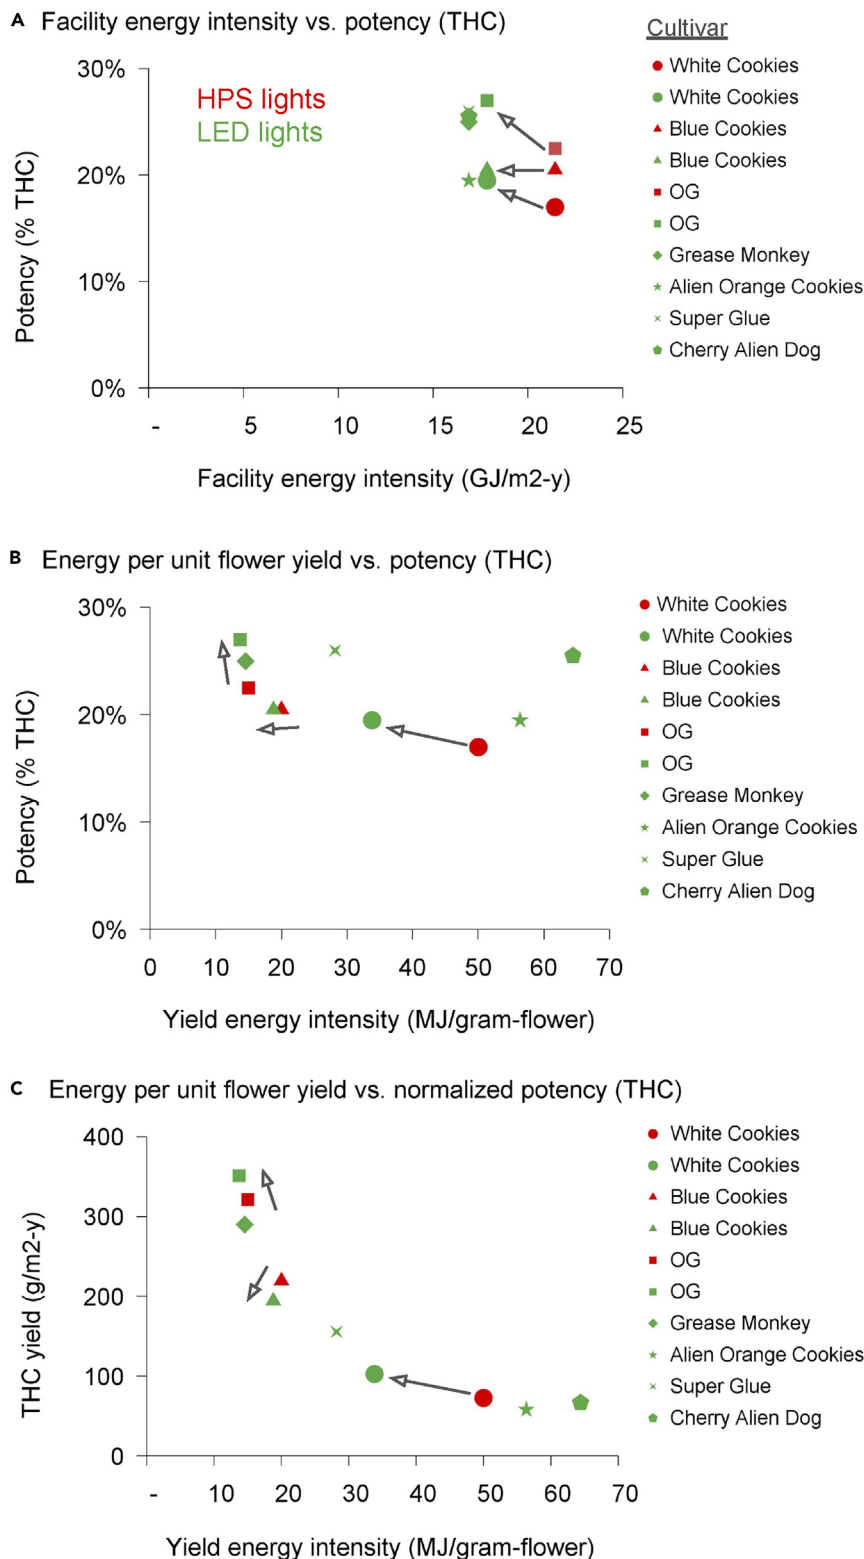 A Facility energy intensity vs. potency (THC)
Cultivar
White Cookies
White Cookies
Blue Cookies
Blue Cookies
OG
OG
Grease Monkey
Alien Orange Cookies
Super Glue
Cherry Alien Dog
HPS lights
LED lights
Potency (% THC)
30%
20%
10%
0%
- 5 10 15 20 25
Facility energy intensity (GJ/m2-y)
B Energy per unit flower yield vs. potency (THC)
White Cookies
White Cookies
Blue Cookies
Blue Cookies
OG
OG
Grease Monkey
Alien Orange Cookies
Super Glue
Cherry Alien Dog
Potency (% THC)
30%
20%
10%
0%
0 10 20 30 40 50 60 70
Yield energy intensity (MJ/gram-flower)
C Energy per unit flower yield vs. normalized potency (THC)
White Cookies
White Cookies
Blue Cookies
Blue Cookies
OG
OG
Grease Monkey
Alien Orange Cookies
Super Glue
Cherry Alien Dog
THC yield (g/m2-y)
400
300
200
100
0
- 10 20 30 40 50 60 70
Yield energy intensity (MJ/gram-flower)